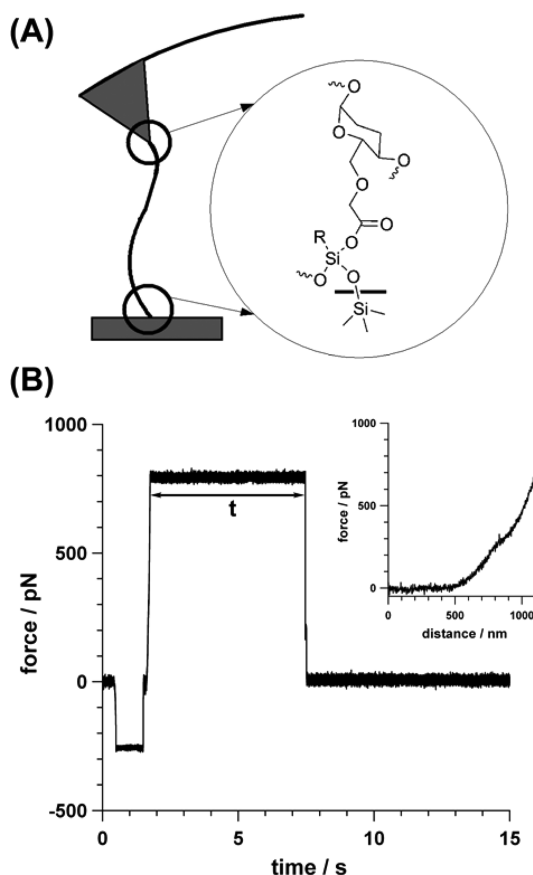 (A)
O
O
O
O
O
R
O
Si
O
O
Si
(B)
1000
500
0
-500
force / pN
t
0
5
10
15
time / s
1000
500
0
force / pN
0
500
1000
distance / nm